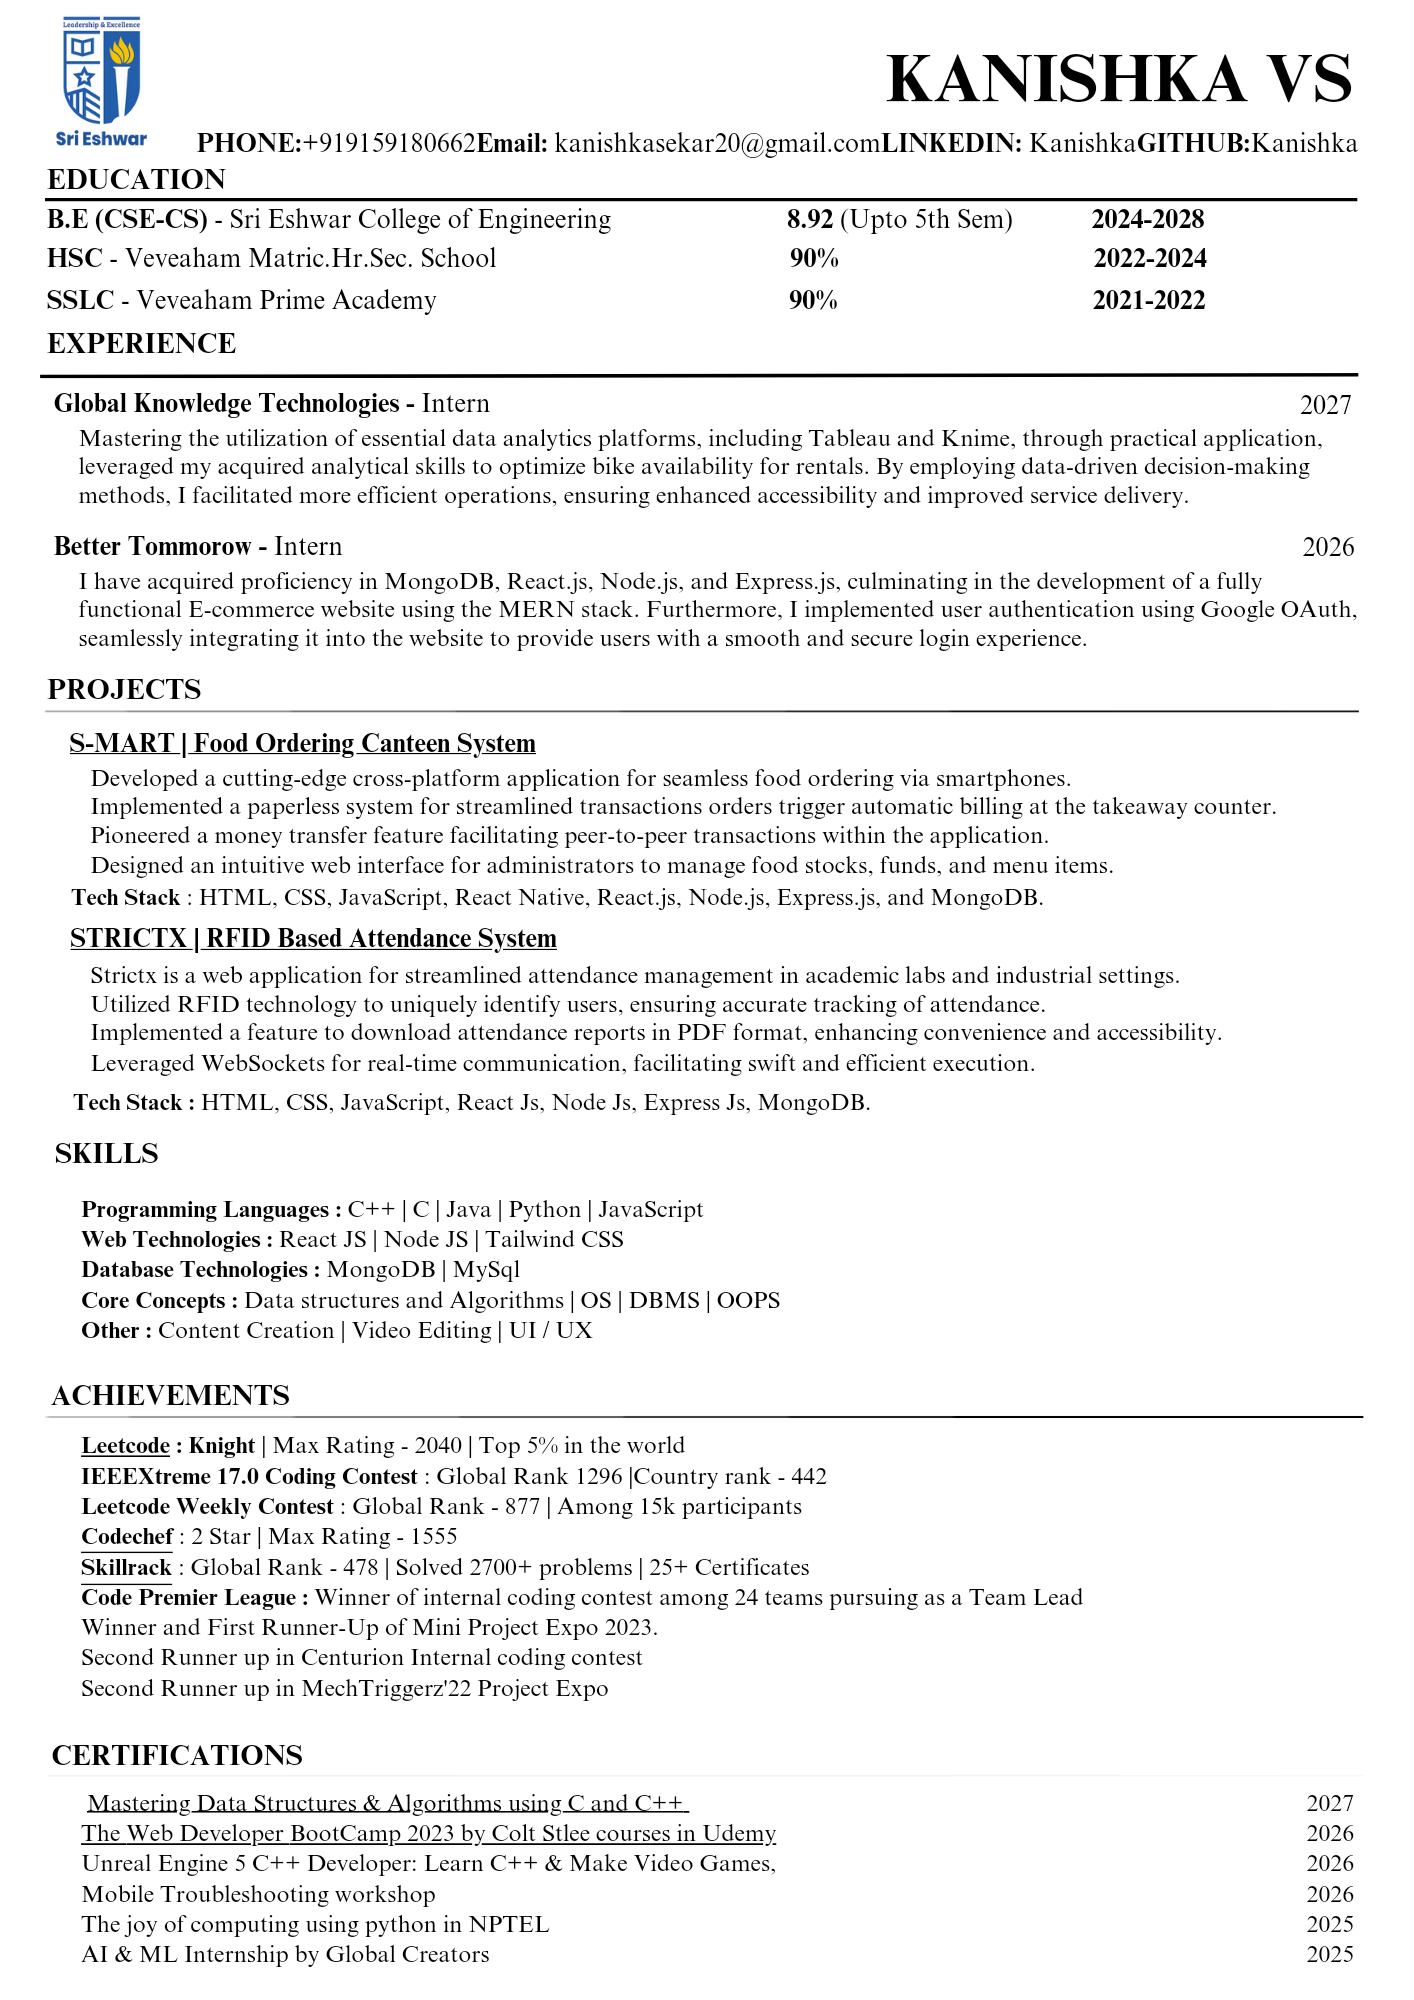 Leadership & Excellence
Sri Eshwar
KANISHKA VS
PHONE:+919159180662Email: kanishkasekar20@gmail.comLINKEDIN: KanishkaGITHUB:Kanishka
EDUCATION
B.E (CSE-CS) - Sri Eshwar College of Engineering 8.92 (Upto 5th Sem) 2024-2028
HSC - Veveaham Matric.Hr.Sec. School 90% 2022-2024
SSLC - Veveaham Prime Academy 90% 2021-2022
EXPERIENCE
Global Knowledge Technologies - Intern 2027
Mastering the utilization of essential data analytics platforms, including Tableau and Knime, through practical application,
leveraged my acquired analytical skills to optimize bike availability for rentals. By employing data-driven decision-making
methods, I facilitated more efficient operations, ensuring enhanced accessibility and improved service delivery.
Better Tommorow - Intern 2026
I have acquired proficiency in MongoDB, React.js, Node.js, and Express.js, culminating in the development of a fully
functional E-commerce website using the MERN stack. Furthermore, I implemented user authentication using Google OAuth,
seamlessly integrating it into the website to provide users with a smooth and secure login experience.
PROJECTS
S-MART | Food Ordering Canteen System
Developed a cutting-edge cross-platform application for seamless food ordering via smartphones.
Implemented a paperless system for streamlined transactions orders trigger automatic billing at the takeaway counter.
Pioneered a money transfer feature facilitating peer-to-peer transactions within the application.
Designed an intuitive web interface for administrators to manage food stocks, funds, and menu items.
Tech Stack : HTML, CSS, JavaScript, React Native, React.js, Node.js, Express.js, and MongoDB.
STRICTX | RFID Based Attendance System
Strictx is a web application for streamlined attendance management in academic labs and industrial settings.
Utilized RFID technology to uniquely identify users, ensuring accurate tracking of attendance.
Implemented a feature to download attendance reports in PDF format, enhancing convenience and accessibility.
Leveraged WebSockets for real-time communication, facilitating swift and efficient execution.
Tech Stack : HTML, CSS, JavaScript, React Js, Node Js, Express Js, MongoDB.
SKILLS
Programming Languages : C++ | C | Java | Python | JavaScript
Web Technologies : React JS | Node JS | Tailwind CSS
Database Technologies : MongoDB | MySql
Core Concepts : Data structures and Algorithms | OS | DBMS | OOPS
Other : Content Creation | Video Editing | UI / UX
ACHIEVEMENTS
Leetcode : Knight | Max Rating - 2040 | Top 5% in the world
IEEEXtreme 17.0 Coding Contest : Global Rank 1296 |Country rank - 442
Leetcode Weekly Contest : Global Rank - 877 | Among 15k participants
Codechef : 2 Star | Max Rating - 1555
Skillrack : Global Rank - 478 | Solved 2700+ problems | 25+ Certificates
Code Premier League : Winner of internal coding contest among 24 teams pursuing as a Team Lead
Winner and First Runner-Up of Mini Project Expo 2023.
Second Runner up in Centurion Internal coding contest
Second Runner up in MechTriggerz'22 Project Expo
CERTIFICATIONS
Mastering Data Structures & Algorithms using C and C++ 2027
The Web Developer BootCamp 2023 by Colt Stlee courses in Udemy 2026
Unreal Engine 5 C++ Developer: Learn C++ & Make Video Games, 2026
Mobile Troubleshooting workshop 2026
The joy of computing using python in NPTEL 2025
AI & ML Internship by Global Creators 2025